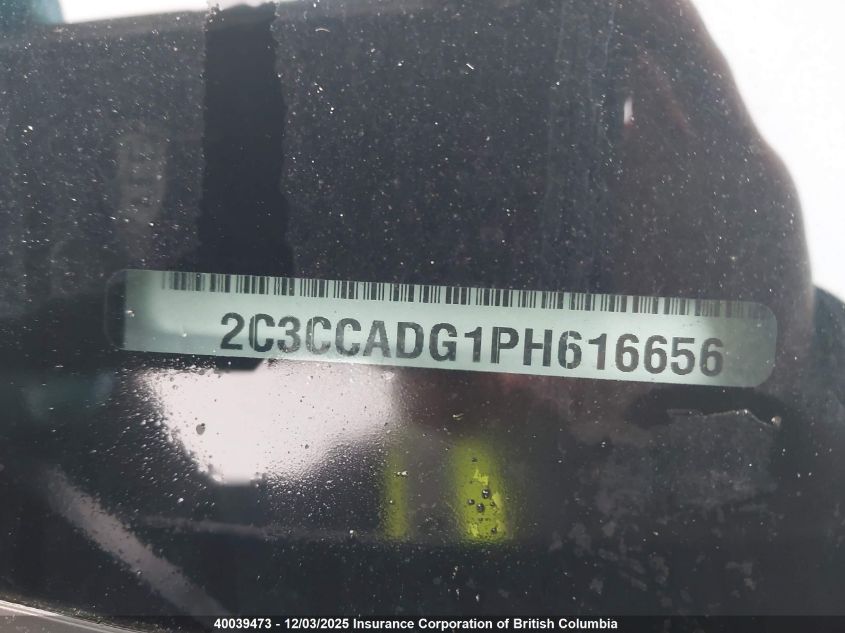 2C3CCADG1PH616656
40039473 - 12/03/2025 Insurance Corporation of British Columbia